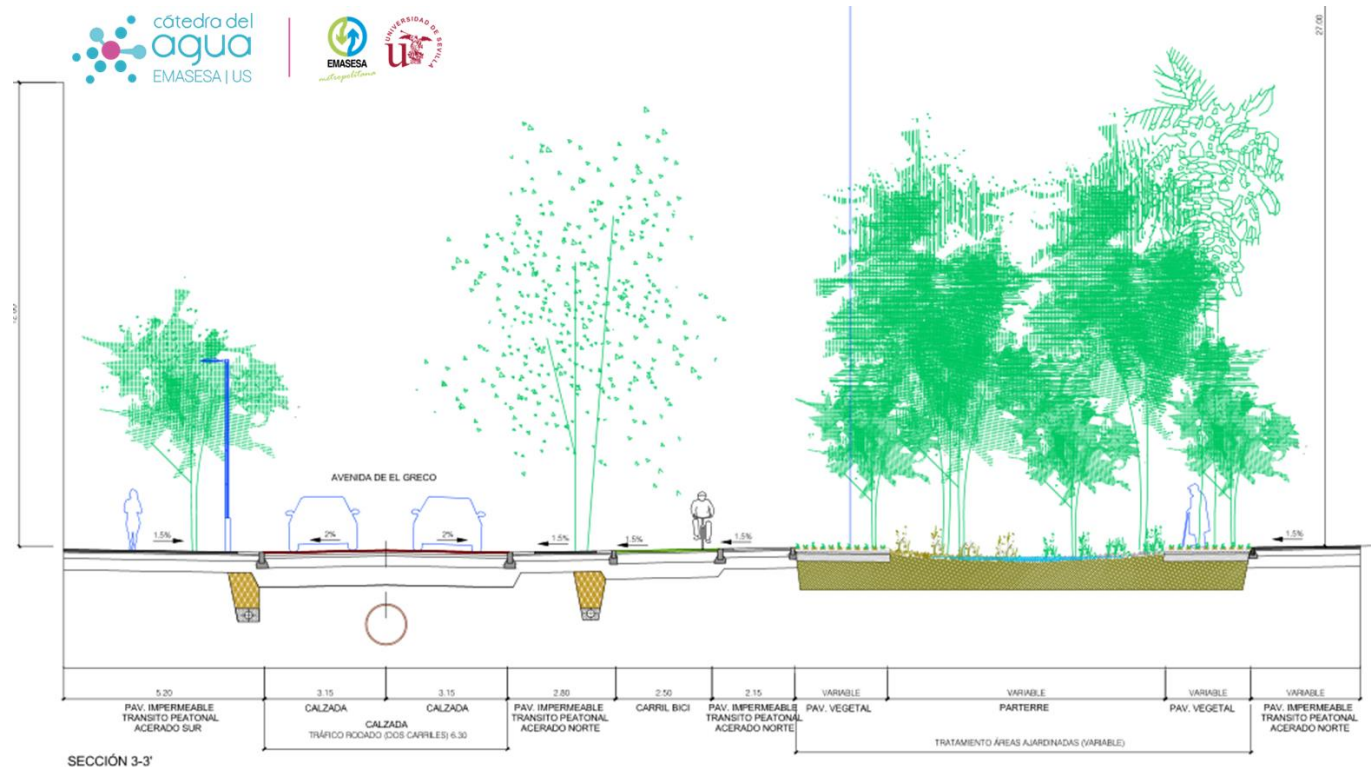 cátedra del
agua
EMASESA | US
EMASESA
metropolitana
UNIVERSIDAD DE SEVILLA
27.00
AVENIDA DE EL GRECO
1.5%
2%
2%
1.5%
1.5%
1.5%
1.5%
5.20
3.15
3.15
2.80
2.50
2.15
VARIABLE
VARIABLE
VARIABLE
VARIABLE
PAV. IMPERMEABLE
TRANSITO PEATONAL
ACERADO SUR
CALZADA
CALZADA
CALZADA
TRÁFICO RODADO (DOS CARRILES) 6.30
PAV. IMPERMEABLE
TRANSITO PEATONAL
ACERADO NORTE
CARRIL BICI
PAV. IMPERMEABLE
TRANSITO PEATONAL
ACERADO NORTE
PAV. VEGETAL
PARTERRE
PAV. VEGETAL
PAV. IMPERMEABLE
TRANSITO PEATONAL
ACERADO NORTE
TRATAMIENTO ÁREAS AJARDINADAS (VARIABLE)
SECCIÓN 3-3'